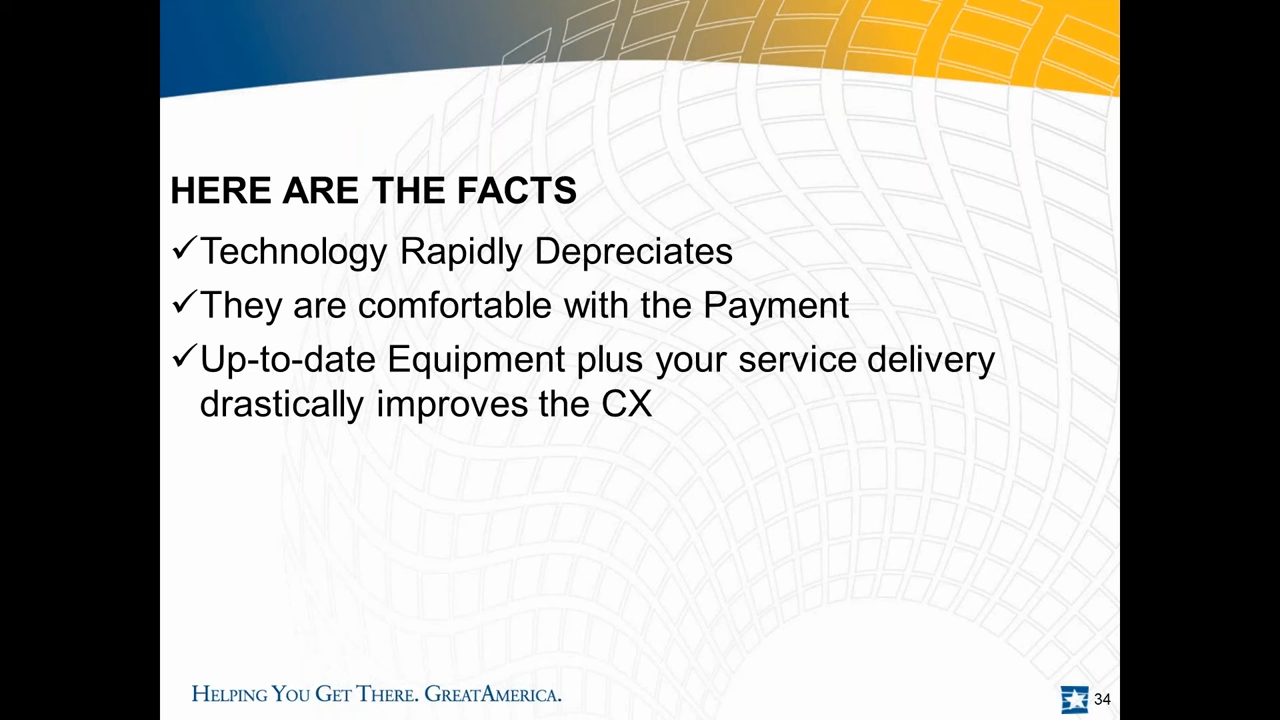 HERE ARE THE FACTS
✓Technology Rapidly Depreciates
✓They are comfortable with the Payment
✓Up-to-date Equipment plus your service delivery
drastically improves the CX
HELPING YOU GET THERE. GREATAMERICA.
34